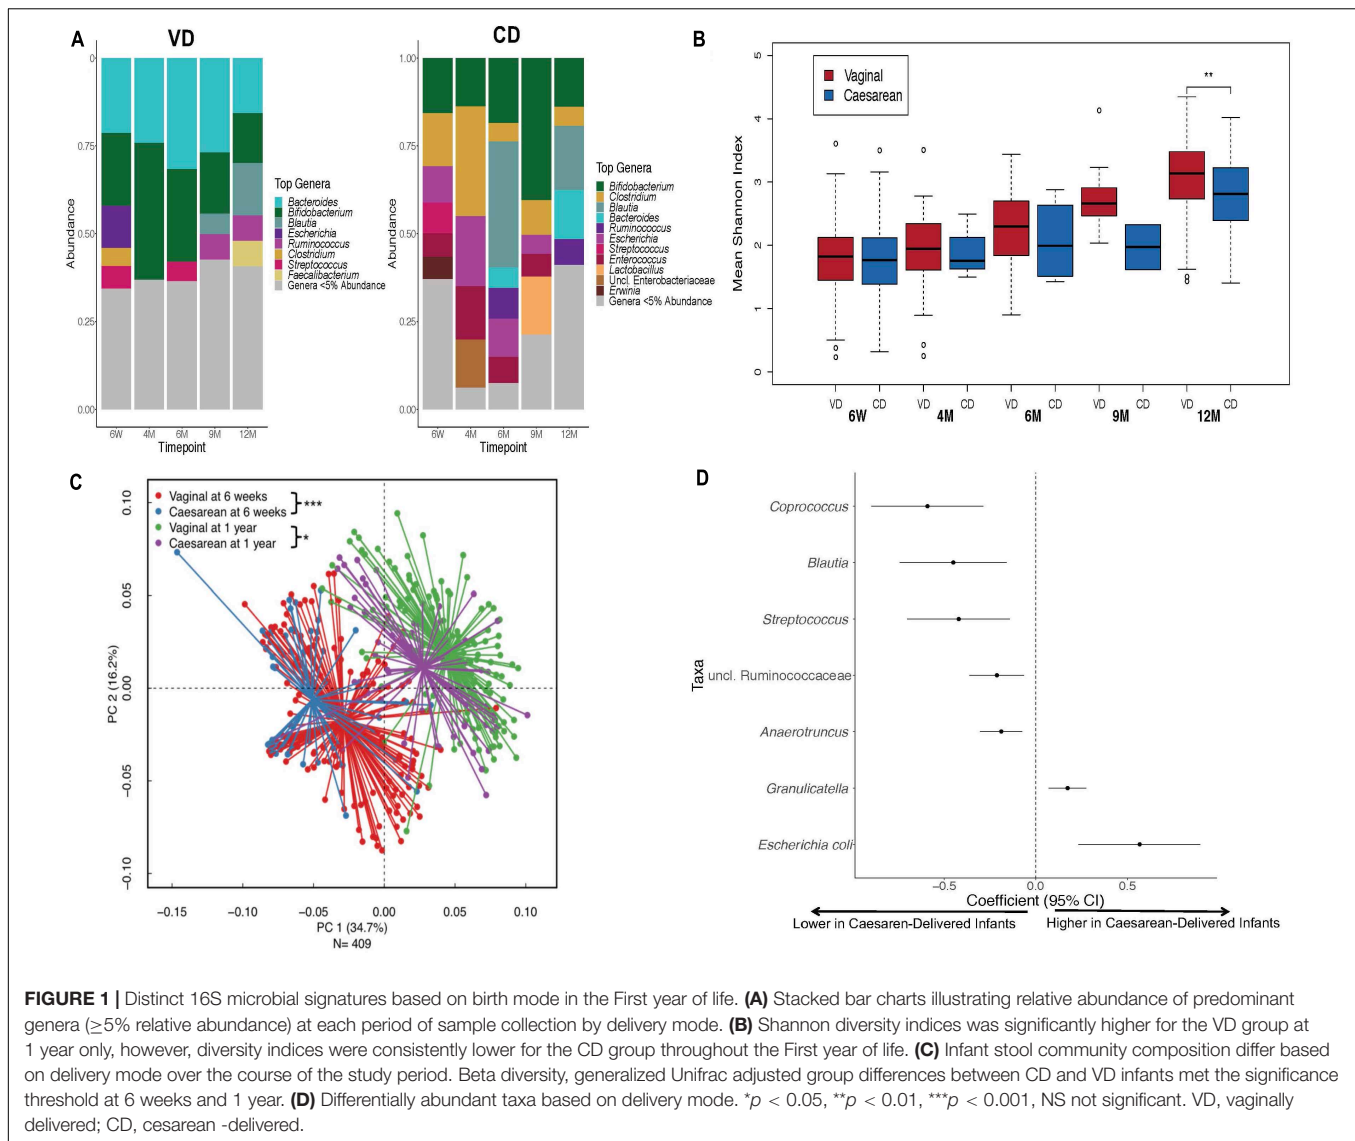 A
VD
CD
0
0.75
0.50
0.25
0.00
Abundance
6W 4M 6M 9M 12M
Timepoint
Top Genera
Bacteroides
Bifidobacterium
Blautia
Escherichia
Ruminococcus
Clostridium
Streptococcus
Faecalibacterium
Genera <5% Abundance
1.00
0.75
0.50
0.25
0.00
Abundance
6W 4M 6M 9M 12M
Timepoint
Top Genera
Bifidobacterium
Clostridium
Blautia
Bacteroides
Ruminococcus
Escherichia
Streptococcus
Enterococcus
Lactobacillus
Uncl. Enterobacteriaceae
Erwinia
Genera <5% Abundance
B
Vaginal
Caesarean
**
5
4
3
2
1
0
Mean Shannon Index
VD CD VD CD VD CD VD CD VD CD
6W 4M 6M 9M 12M
C
Vaginal at 6 weeks
Caesarean at 6 weeks
***
Vaginal at 1 year
Caesarean at 1 year
*
0.10
0.05
0.00
−0.05
−0.10
PC 2 (16.2%)
−0.15 −0.10 −0.05 0.00 0.05 0.10
PC 1 (34.7%)
N= 409
D
Taxa
Coprococcus
Blautia
Streptococcus
uncl. Ruminococcaceae
Anaerotruncus
Granulicatella
Escherichia coli
−0.5 0.0 0.5
Coefficient (95% CI)
Lower in Caesaren-Delivered Infants Higher in Caesarean-Delivered Infants
FIGURE 1 | Distinct 16S microbial signatures based on birth mode in the First year of life. (A) Stacked bar charts illustrating relative abundance of predominant
genera (≥5% relative abundance) at each period of sample collection by delivery mode. (B) Shannon diversity indices was significantly higher for the VD group at
1 year only, however, diversity indices were consistently lower for the CD group throughout the First year of life. (C) Infant stool community composition differ based
on delivery mode over the course of the study period. Beta diversity, generalized Unifrac adjusted group differences between CD and VD infants met the significance
threshold at 6 weeks and 1 year. (D) Differentially abundant taxa based on delivery mode. *p < 0.05, **p < 0.01, ***p < 0.001, NS not significant. VD, vaginally
delivered; CD, cesarean -delivered.